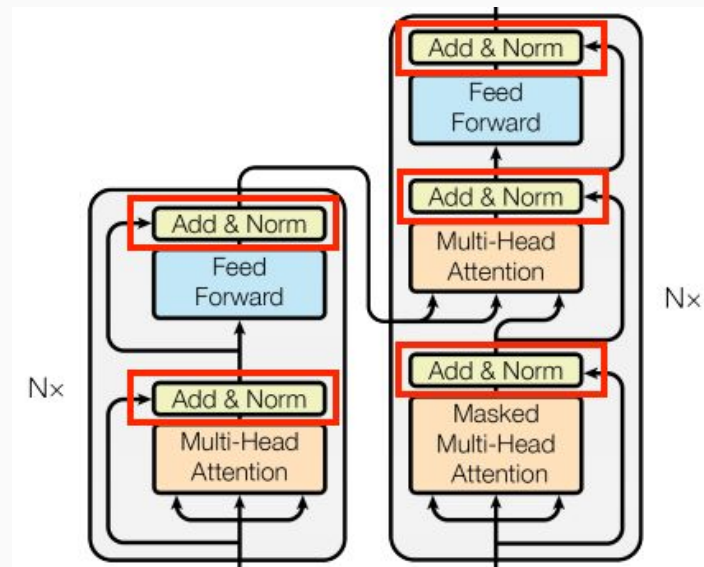 Add & Norm
Feed
Forward
Add & Norm
Multi-Head
Attention
Nx
Add & Norm
Feed
Forward
Add & Norm
Multi-Head
Attention
Add & Norm
Masked
Multi-Head
Attention
Nx